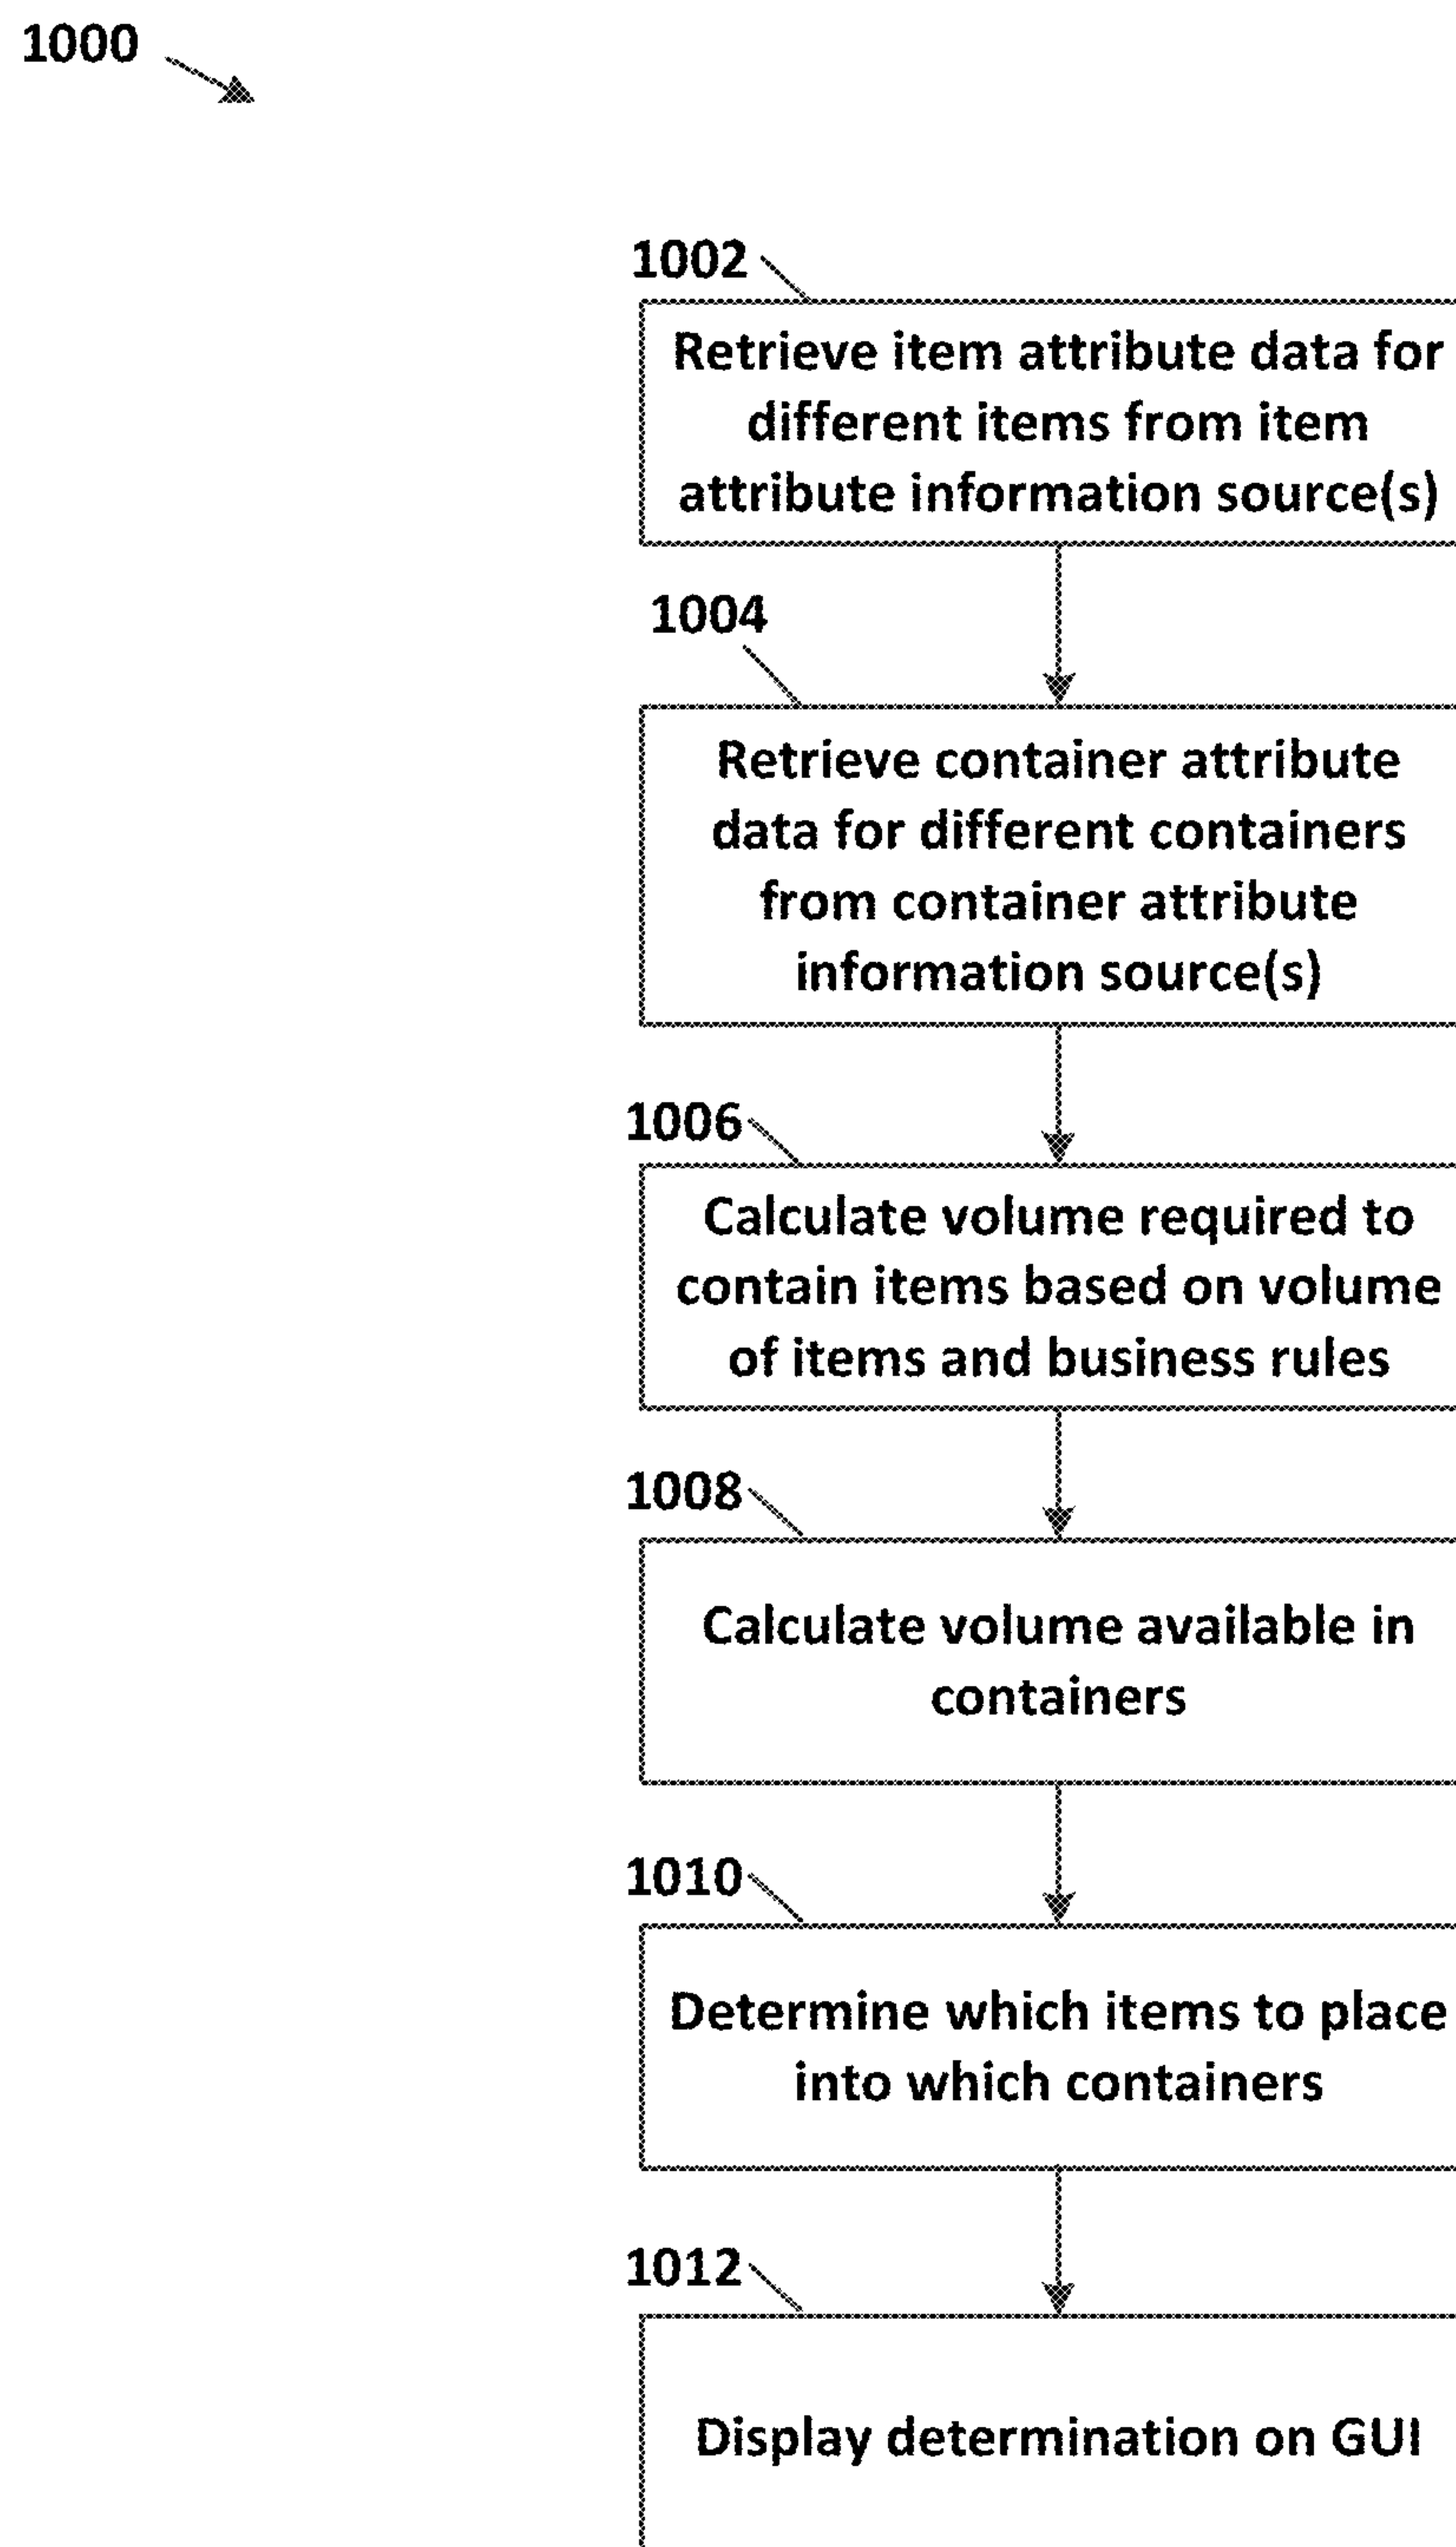 1000
1002
Retrieve item attribute data for
different items from item
attribute information source(s)
1004
Retrieve container attribute
data for different containers
from container attribute
information source(s)
1006
Calculate volume required to
contain items based on volume
of items and business rules
1008
Calculate volume available in
containers
1010
Determine which items to place
into which containers
1012
Display determination on GUI